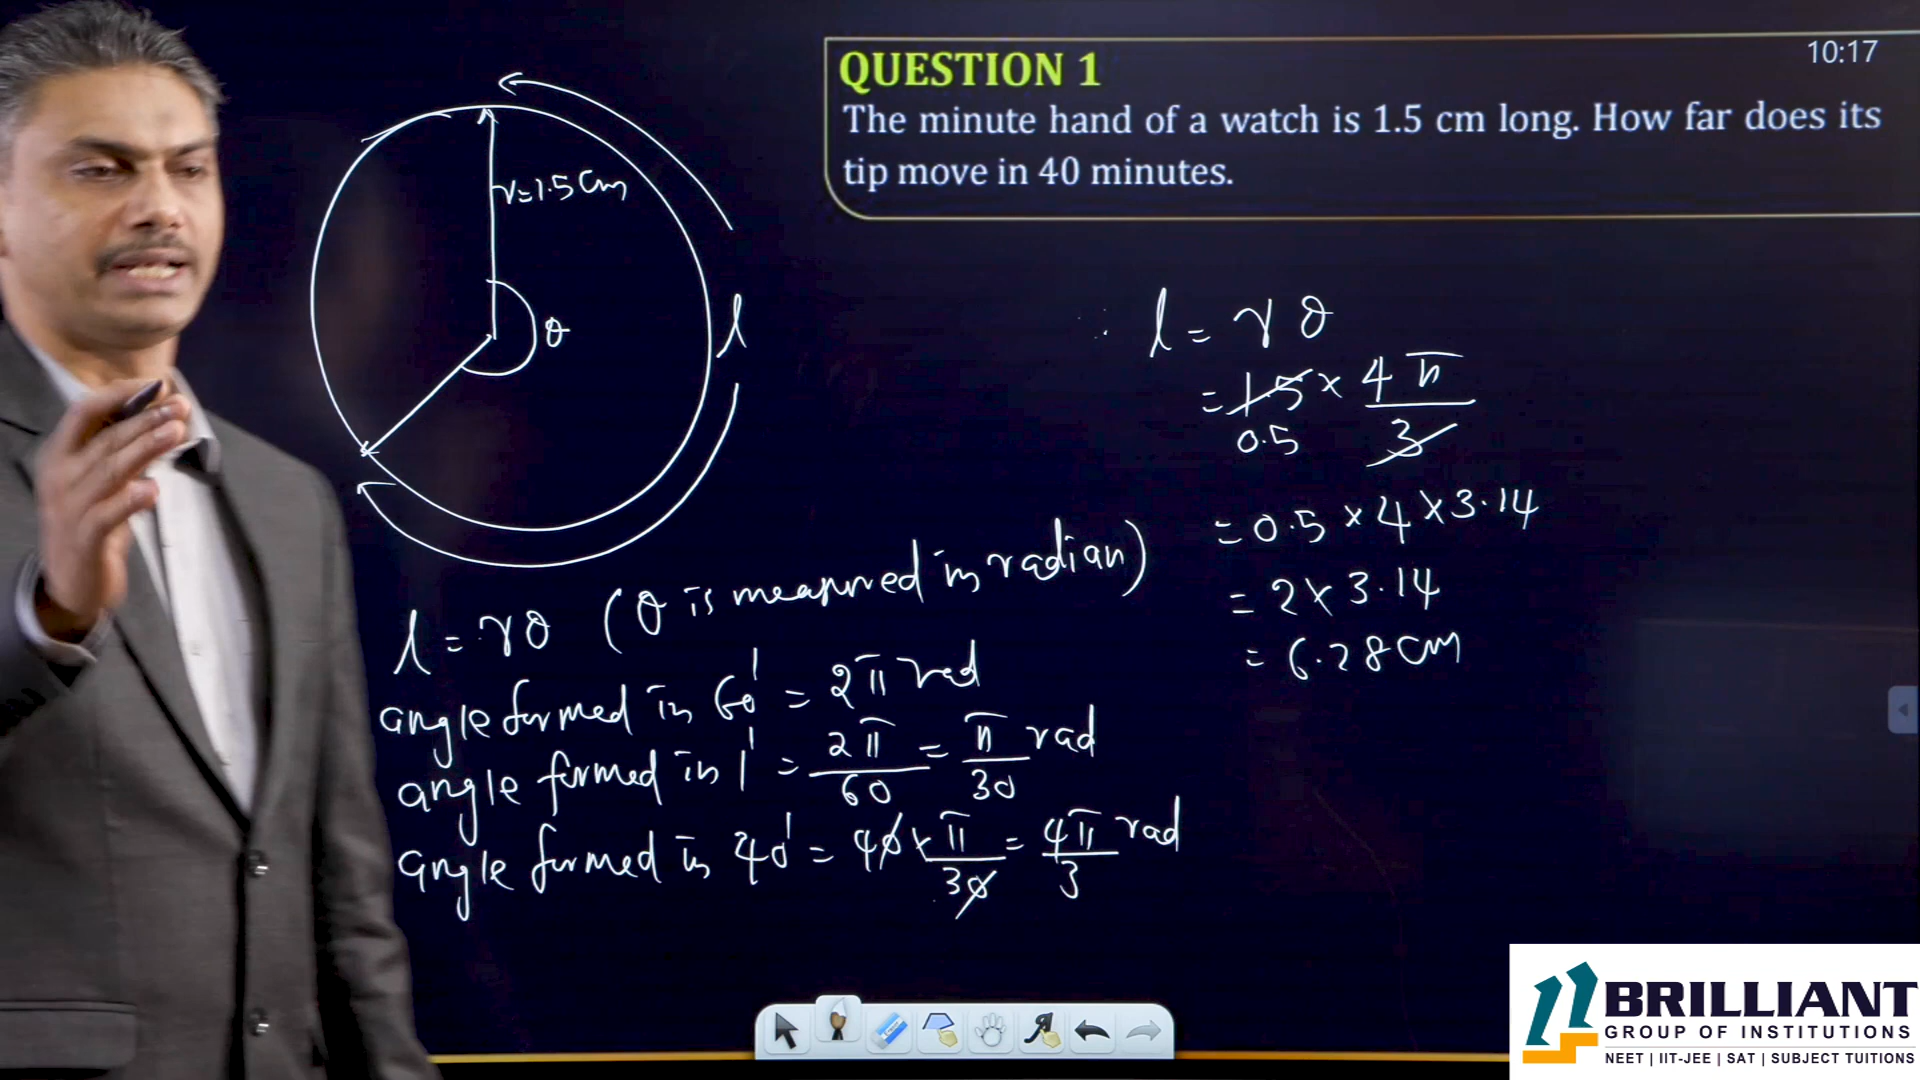 10:17
QUESTION 1
The minute hand of a watch is 1.5 cm long. How far does its
tip move in 40 minutes.
r=1.5 cm
θ
l
l = rθ (θ is measured in radian)
angle formed in 60' = 2π rad
angle formed in 1' = 2π/60 = π/30 rad
angle formed in 40' = 40 × π/30 = 4π/3 rad
∴ l = r θ
= 1.5 × 4π/3
0.5
= 0.5 × 4 × 3.14
= 2 × 3.14
= 6.28 cm
BRILLIANT
GROUP OF INSTITUTIONS
NEET | IIT-JEE | SAT | SUBJECT TUITIONS